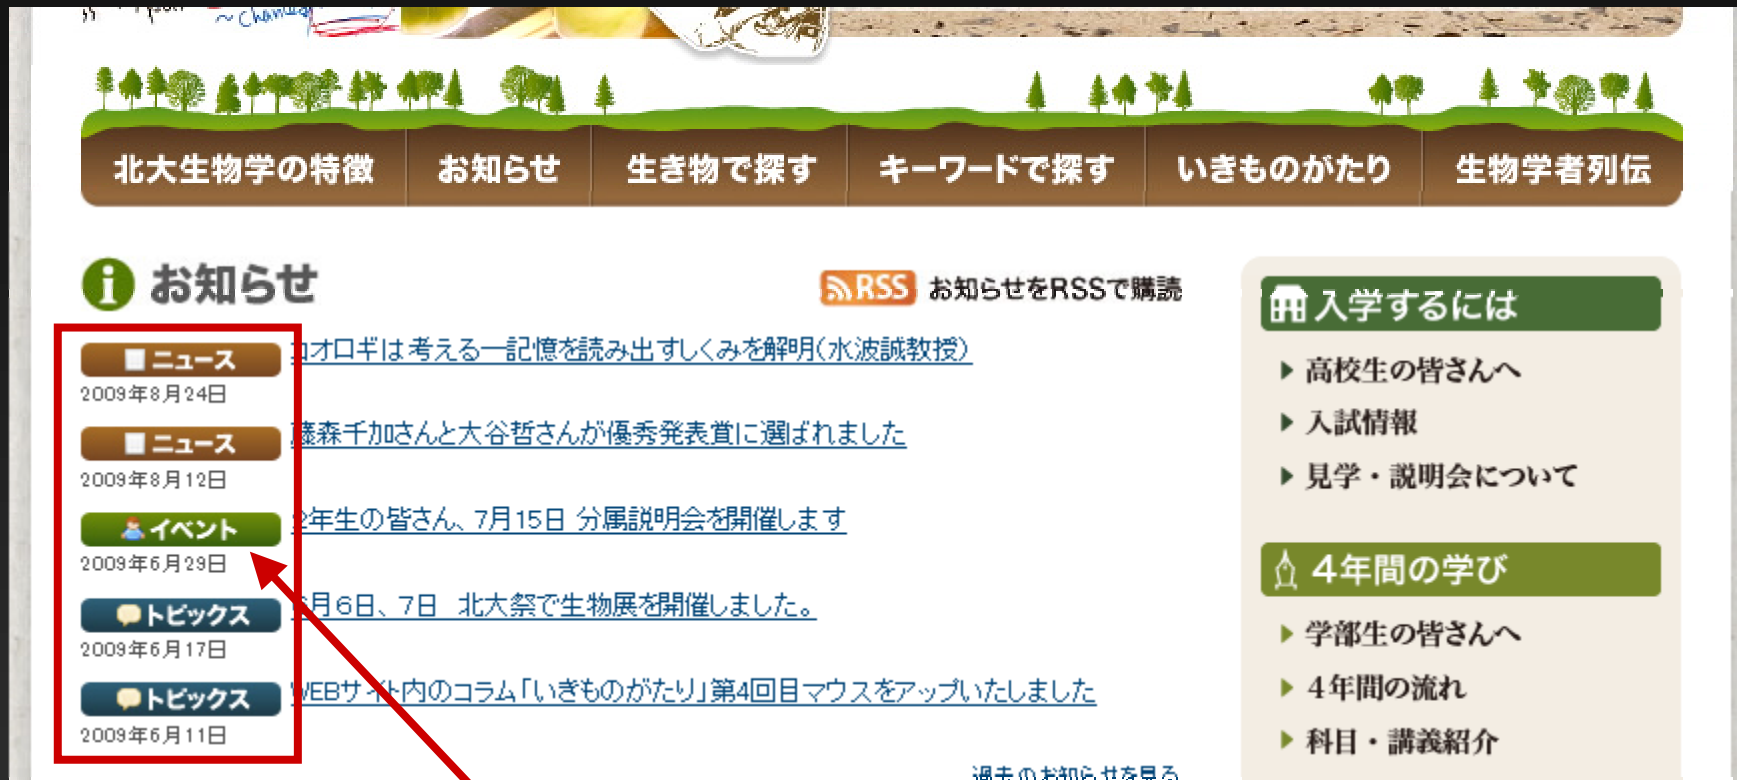 ~ Cham
北大生物学の特徴 お知らせ 生き物で探す キーワードで探す いきものがたり 生物学者列伝
お知らせ
RSS お知らせをRSSで購読
ニュース
2009年8月24日
コオロギは考える―記憶を読み出すしくみを解明(水波誠教授)
ニュース
2009年8月12日
藤森千加さんと大谷哲さんが優秀発表賞に選ばれました
イベント
2009年6月29日
2年生の皆さん、7月15日 分属説明会を開催します
トピックス
2009年6月17日
6月6日、7日 北大祭で生物展を開催しました。
トピックス
2009年6月11日
WEBサイト内のコラム「いきものがたり」第4回目マウスをアップいたしました
過去のお知らせを見る
入学するには
高校生の皆さんへ
入試情報
見学・説明会について
4年間の学び
学部生の皆さんへ
4年間の流れ
科目・講義紹介